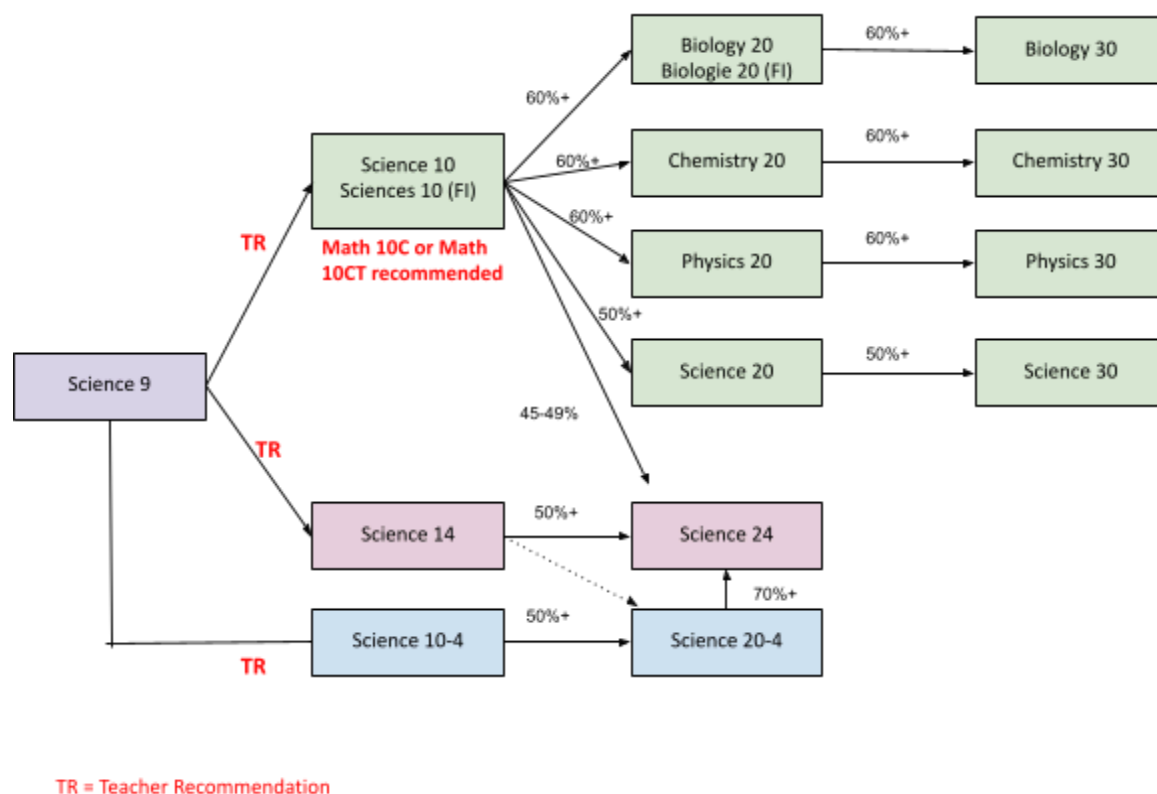 Biology 20
Biologie 20 (FI)
60%+
Biology 30
60%+
Science 10
Sciences 10 (FI)
60%+
Chemistry 20
60%+
Chemistry 30
TR
Math 10C or Math
10CT recommended
60%+
Physics 20
60%+
Physics 30
50%+
Science 9
Science 20
50%+
Science 30
45-49%
TR
Science 14
50%+
Science 24
70%+
Science 10-4
50%+
Science 20-4
TR
TR = Teacher Recommendation